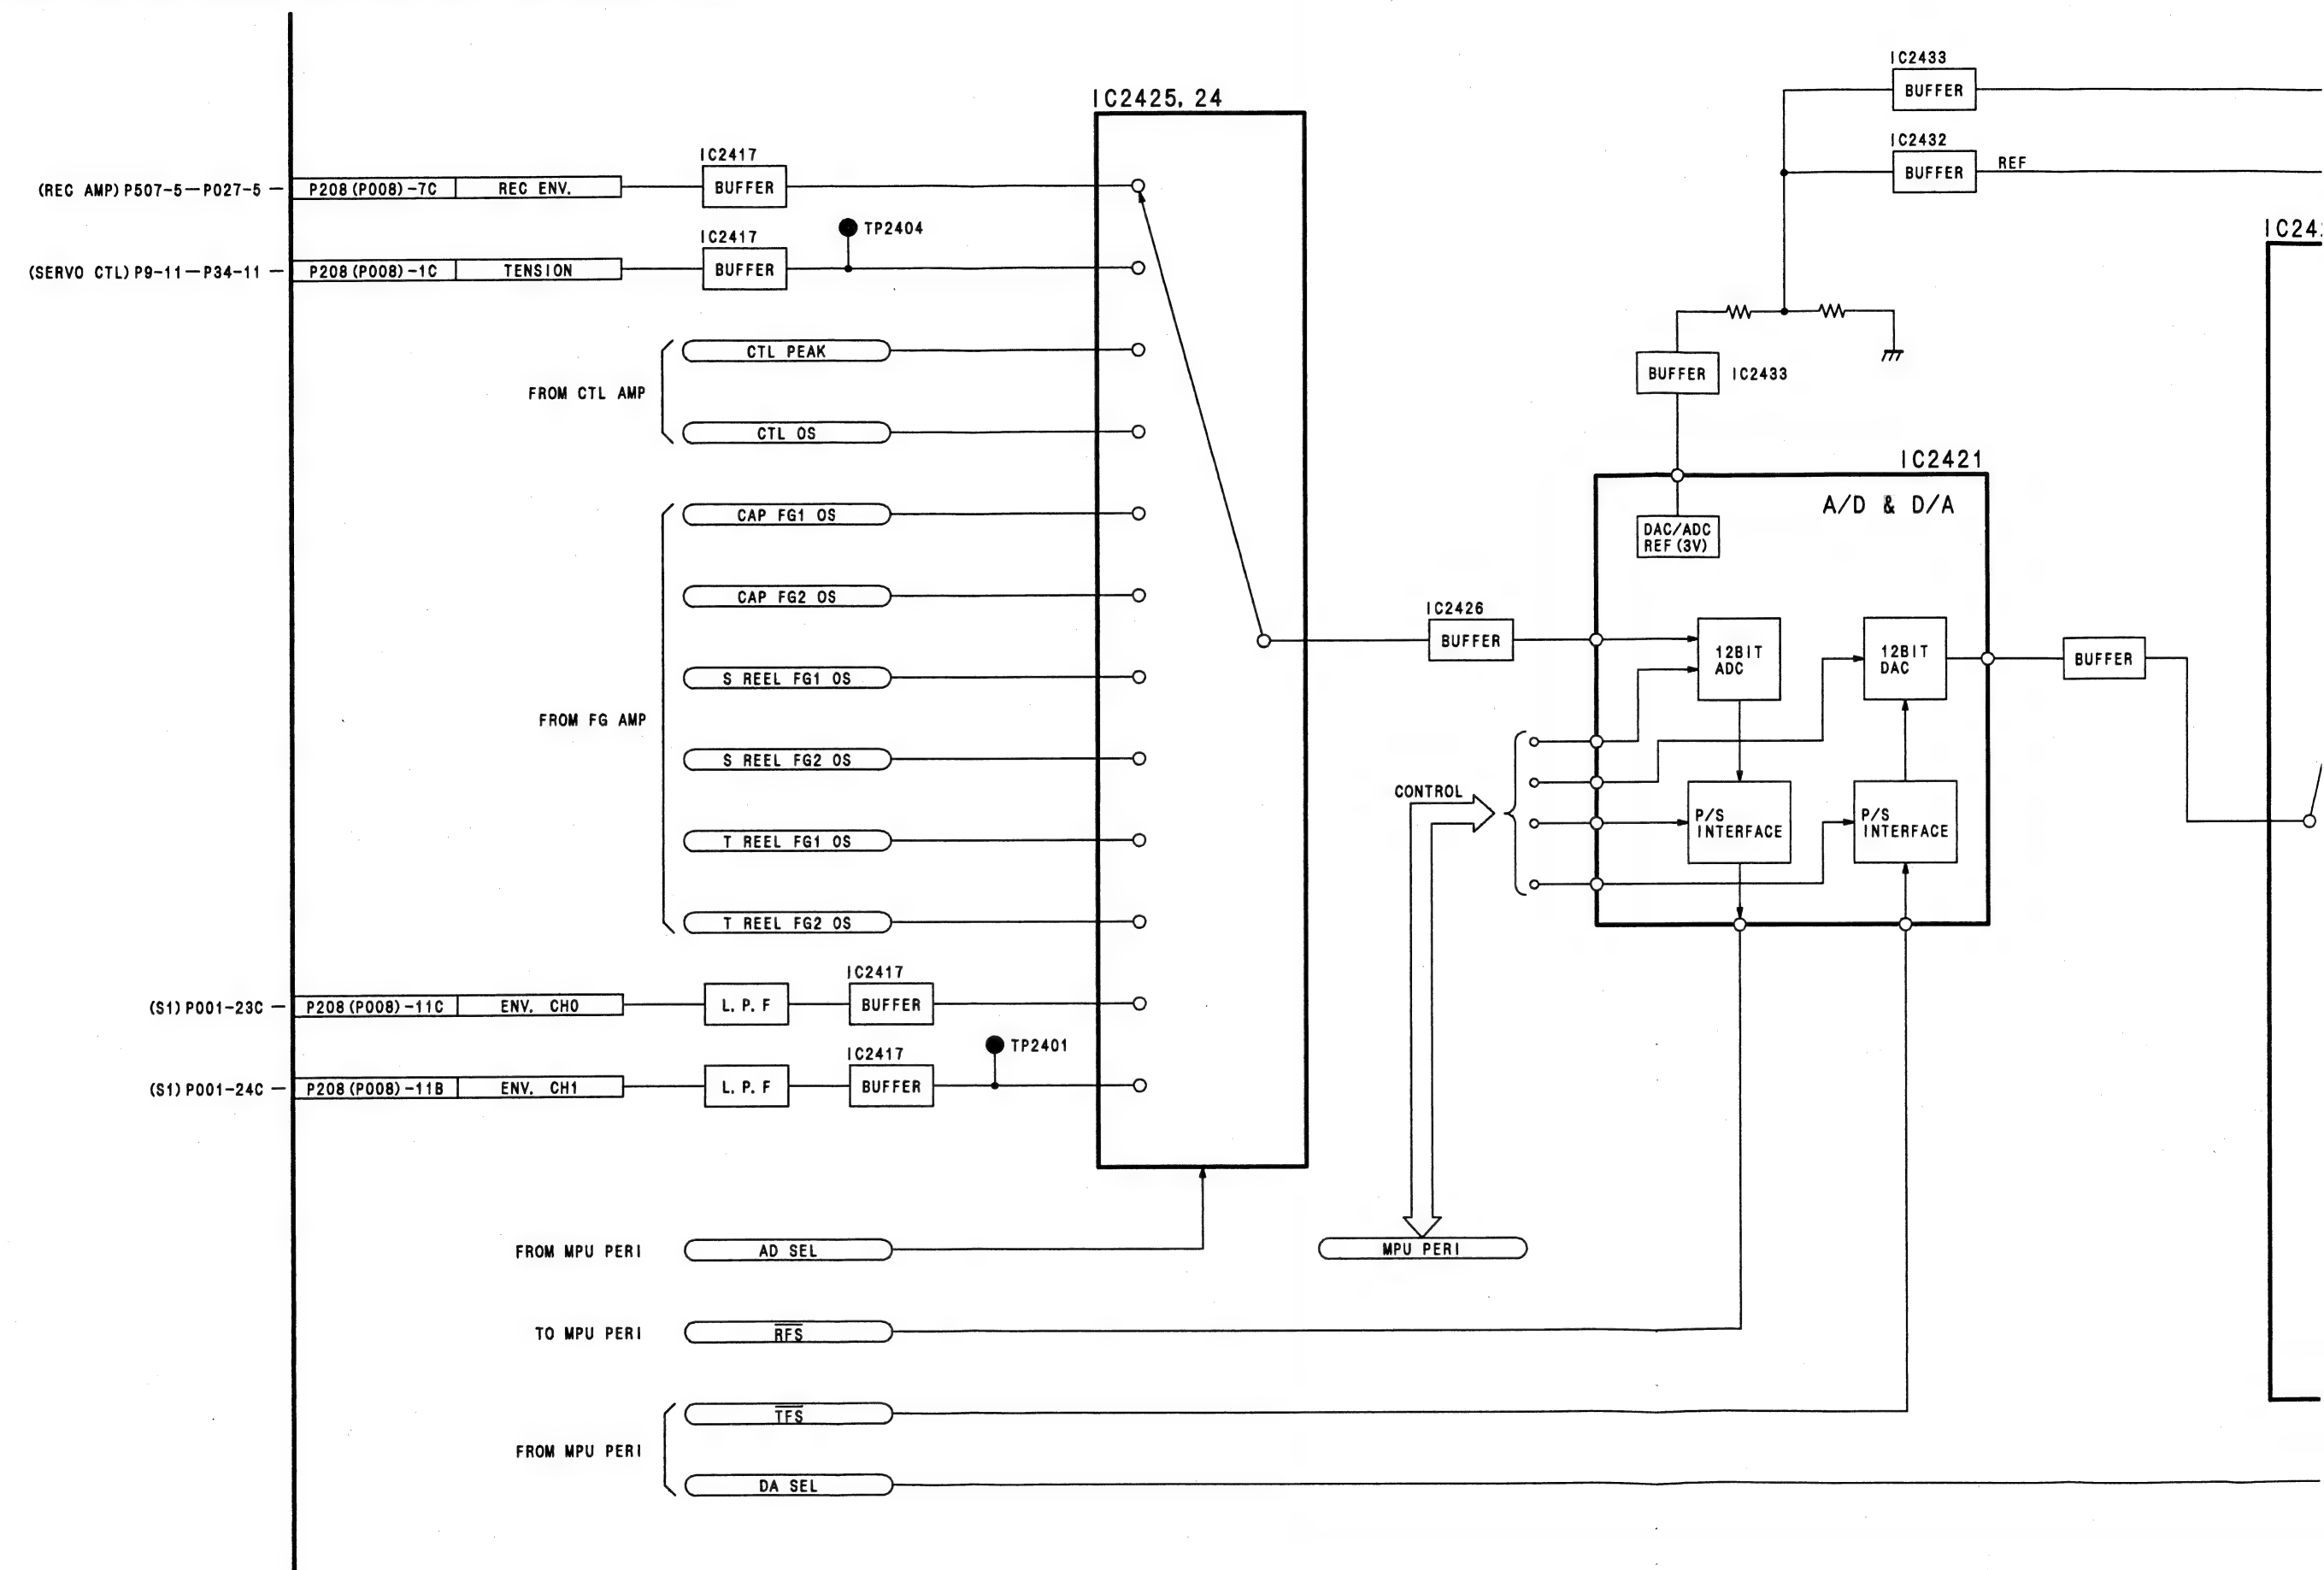 IC2433
BUFFER
IC2432
BUFFER
REF
IC2425, 24
(REC AMP) P507-5—P027-5 —
P208 (P008) -7C
REC ENV.
IC2417
BUFFER
(SERVO CTL) P9-11—P34-11 —
P208 (P008) -1C
TENSION
IC2417
BUFFER
TP2404
FROM CTL AMP
CTL PEAK
CTL OS
BUFFER
IC2433
IC2421
A/D & D/A
DAC/ADC
REF (3V)
FROM FG AMP
CAP FG1 OS
CAP FG2 OS
S REEL FG1 OS
S REEL FG2 OS
T REEL FG1 OS
T REEL FG2 OS
IC2426
BUFFER
12BIT
ADC
12BIT
DAC
BUFFER
CONTROL
P/S
INTERFACE
P/S
INTERFACE
(S1) P001-23C —
P208 (P008) -11C
ENV. CH0
L. P. F
IC2417
BUFFER
(S1) P001-24C —
P208 (P008) -11B
ENV. CH1
L. P. F
IC2417
BUFFER
TP2401
FROM MPU PERI
AD SEL
MPU PERI
TO MPU PERI
RFS
FROM MPU PERI
TFS
DA SEL